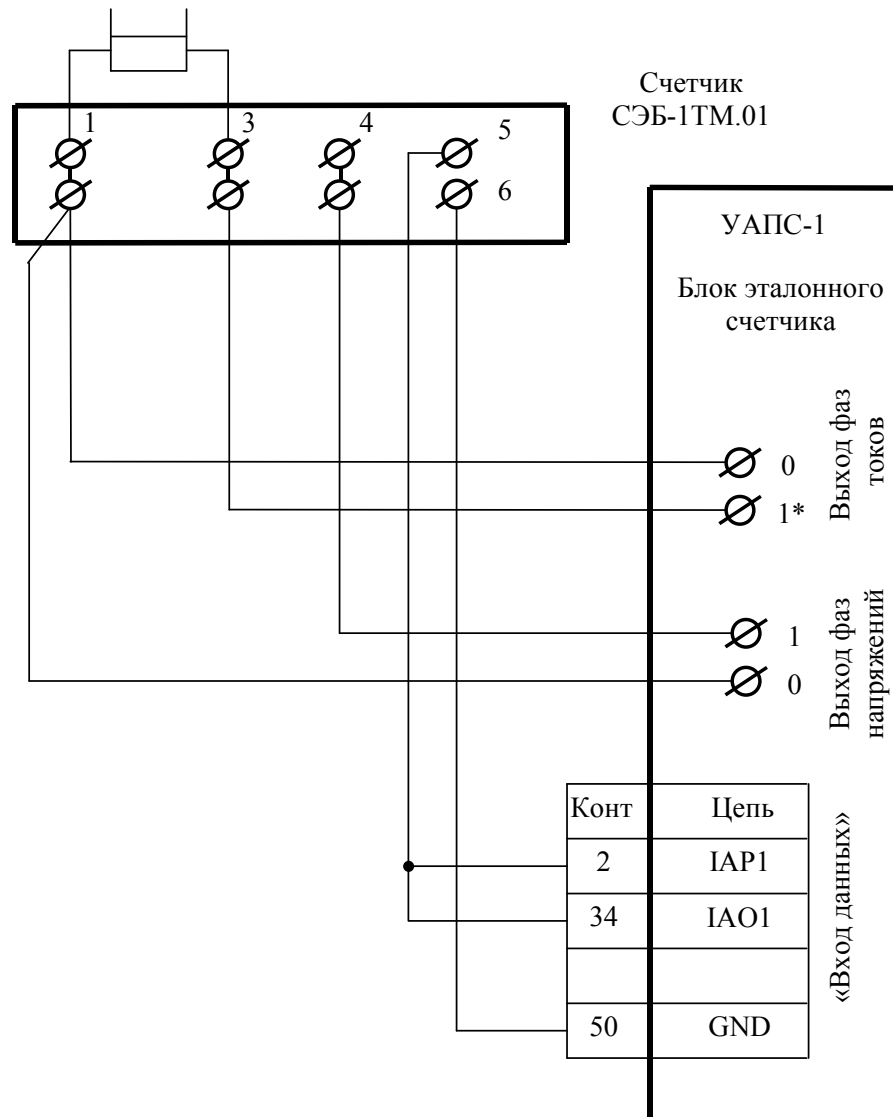 Счетчик
СЭБ-1ТМ.01
1
3
4
5
6
УАПС-1
Блок эталонного
счетчика
0
1*
Выход фаз
токов
1
0
Выход фаз
напряжений
Конт Цепь
2 IAP1
34 IAO1
50 GND
«Вход данных»